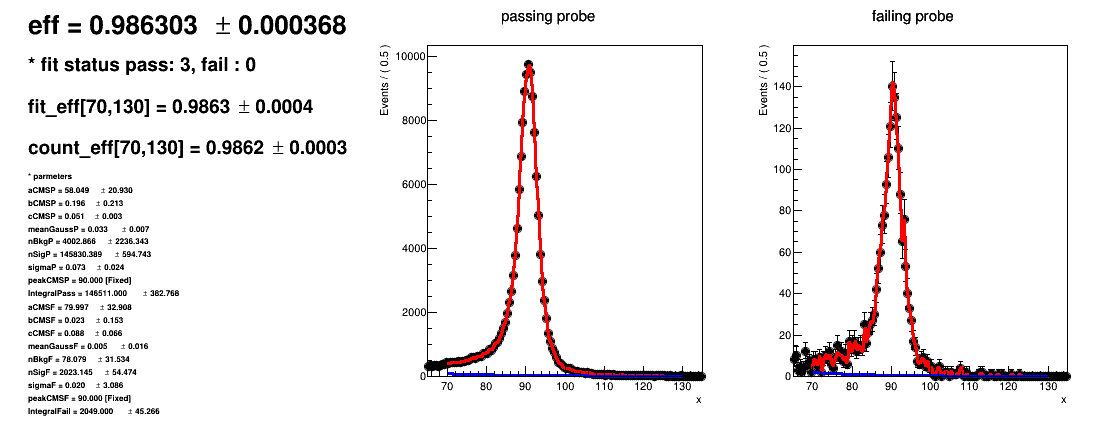 eff = 0.986303 ± 0.000368
* fit status pass: 3, fail : 0
fit_eff[70,130] = 0.9863 ± 0.0004
count_eff[70,130] = 0.9862 ± 0.0003
* parmeters
aCMSP = 58.049 ± 20.930
bCMSP = 0.196 ± 0.213
cCMSP = 0.051 ± 0.003
meanGaussP = 0.033 ± 0.007
nBkgP = 4002.866 ± 2236.343
nSigP = 145830.389 ± 594.743
sigmaP = 0.073 ± 0.024
peakCMSP = 90.000 [Fixed]
IntegralPass = 146511.000 ± 382.768
aCMSF = 79.997 ± 32.908
bCMSF = 0.023 ± 0.153
cCMSF = 0.088 ± 0.066
meanGaussF = 0.005 ± 0.016
nBkgF = 78.079 ± 31.534
nSigF = 2023.145 ± 54.474
sigmaF = 0.020 ± 3.086
peakCMSF = 90.000 [Fixed]
IntegralFail = 2049.000 ± 45.266
passing probe
Events / ( 0.5 )
10000
8000
6000
4000
2000
0
70 80 90 100 110 120 130
x
failing probe
Events / ( 0.5 )
140
120
100
80
60
40
20
0
70 80 90 100 110 120 130
x